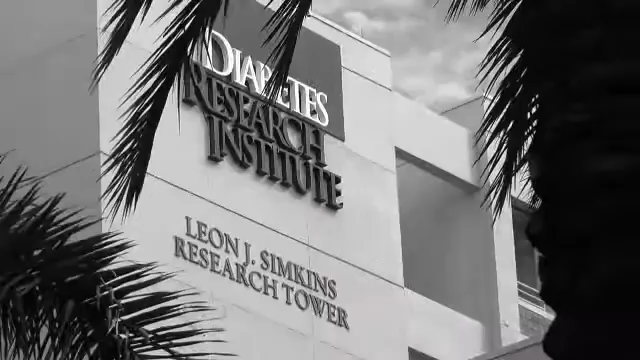 DIABETES
RESEARCH
INSTITUTE
LEON J. SIMKINS
RESEARCH TOWER